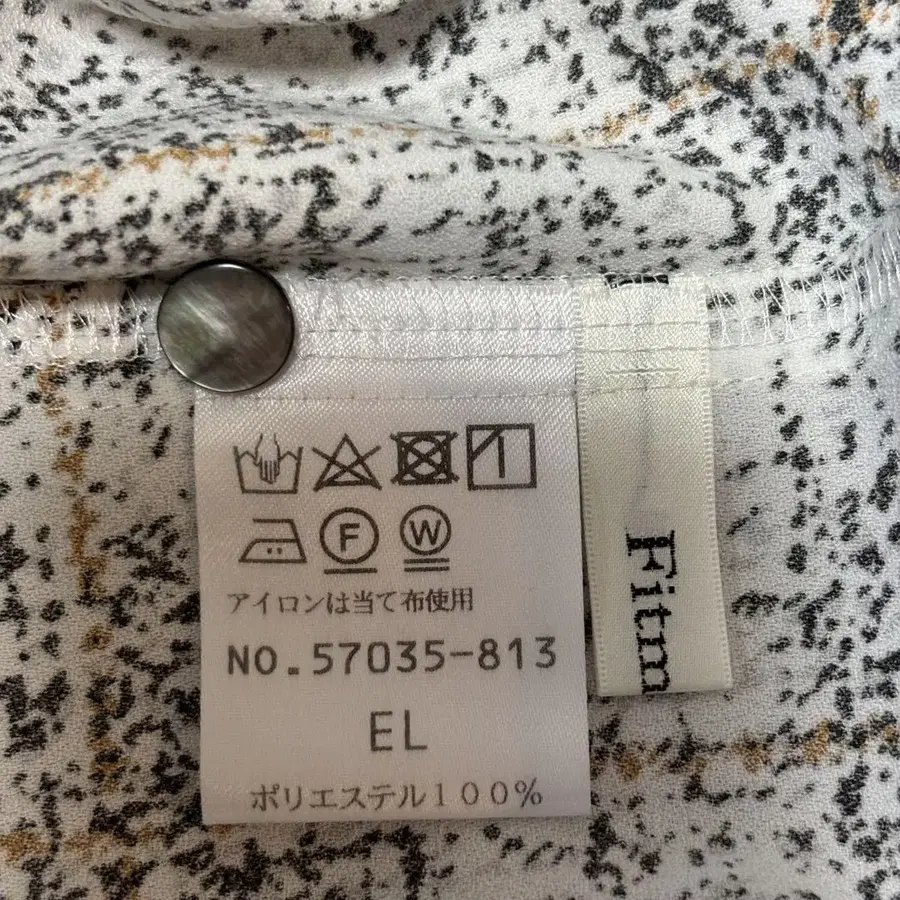 F
W
アイロンは当て布使用
NO.57035-813
EL
ポリエステル100%